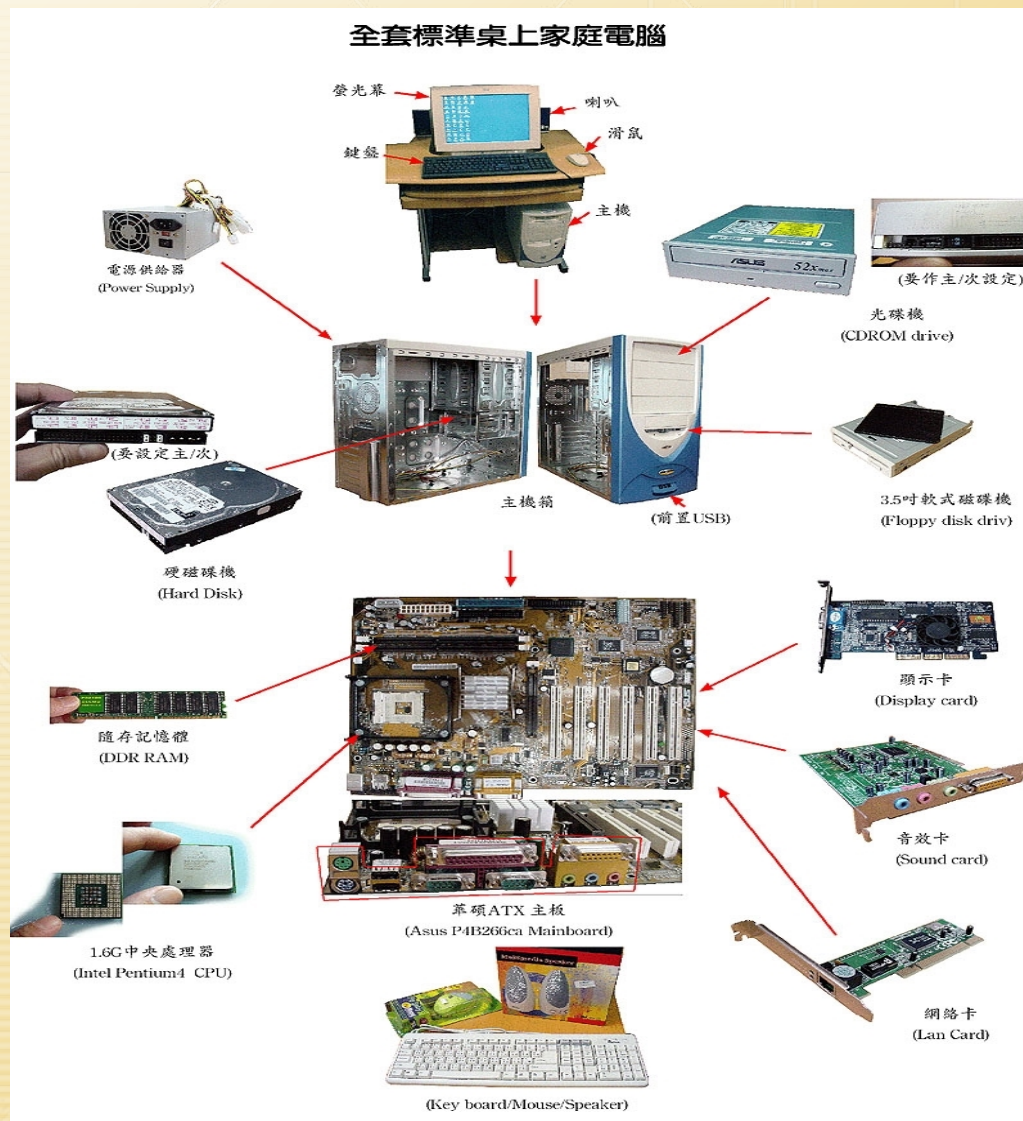 全套標準桌上家庭電腦
螢光幕
喇叭
滑鼠
鍵盤
主機
電源供給器
(Power Supply)
ASUS
52x max
(要作主/次設定)
光碟機
(CDROM drive)
(要設定主/次)
主機箱
(前置USB)
3.5吋軟式磁碟機
(Floppy disk driv)
硬磁碟機
(Hard Disk)
顯示卡
(Display card)
隨存記憶體
(DDR RAM)
音效卡
(Sound card)
華碩ATX 主板
(Asus P4B266ca Mainboard)
1.6G中央處理器
(Intel Pentium4 CPU)
網絡卡
(Lan Card)
Multimedia Speaker
(Key board/Mouse/Speaker)